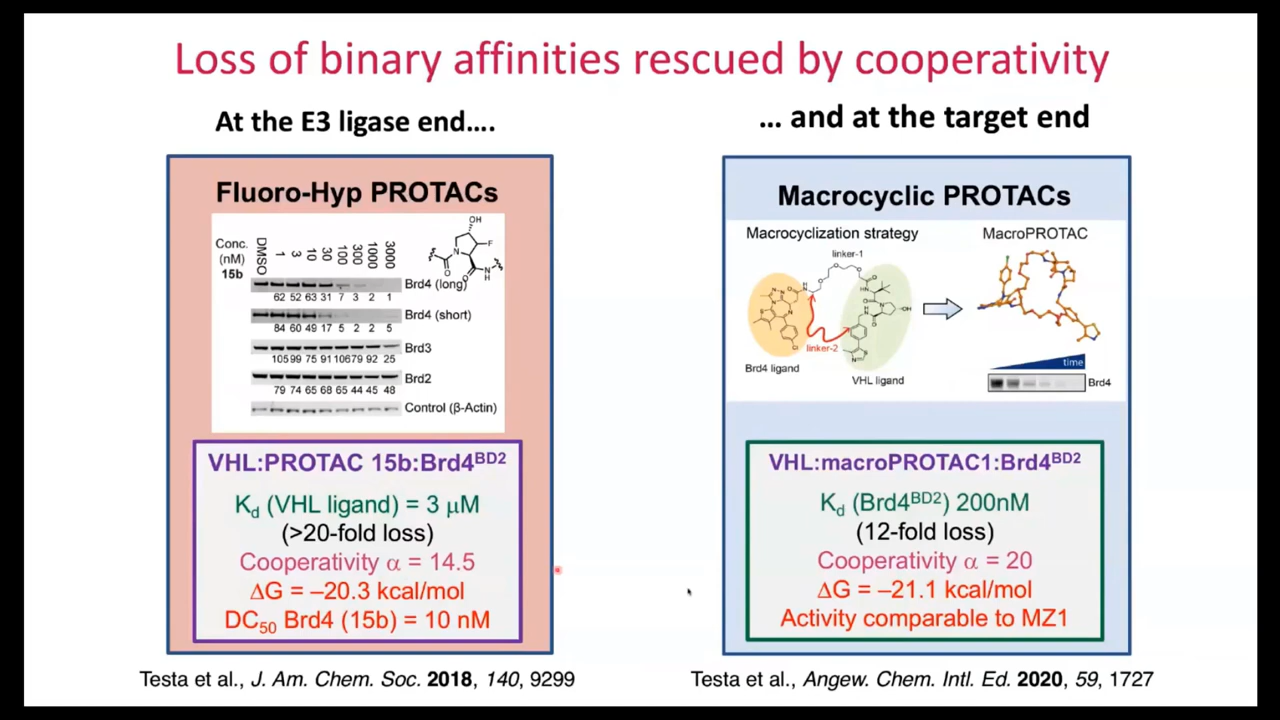 Loss of binary affinities rescued by cooperativity
At the E3 ligase end....
Fluoro-Hyp PROTACs
Conc.
(nM)
15b
DMSO 1 3 10 30 100 300 1000 3000
OH
F
N
O
O
N
H
Brd4 (long)
62 52 63 31 7 3 2 1
Brd4 (short)
84 60 49 17 5 2 2 5
Brd3
105 99 75 91 106 79 92 25
Brd2
79 74 65 68 65 44 45 48
Control (β-Actin)
VHL:PROTAC 15b:Brd4BD2
Kd (VHL ligand) = 3 μM
(>20-fold loss)
Cooperativity α = 14.5
ΔG = –20.3 kcal/mol
DC50 Brd4 (15b) = 10 nM
Testa et al., J. Am. Chem. Soc. 2018, 140, 9299
... and at the target end
Macrocyclic PROTACs
Macrocyclization strategy
MacroPROTAC
linker-1
linker-2
Brd4 ligand
VHL ligand
time
Brd4
VHL:macroPROTAC1:Brd4BD2
Kd (Brd4BD2) 200nM
(12-fold loss)
Cooperativity α = 20
ΔG = –21.1 kcal/mol
Activity comparable to MZ1
Testa et al., Angew. Chem. Intl. Ed. 2020, 59, 1727